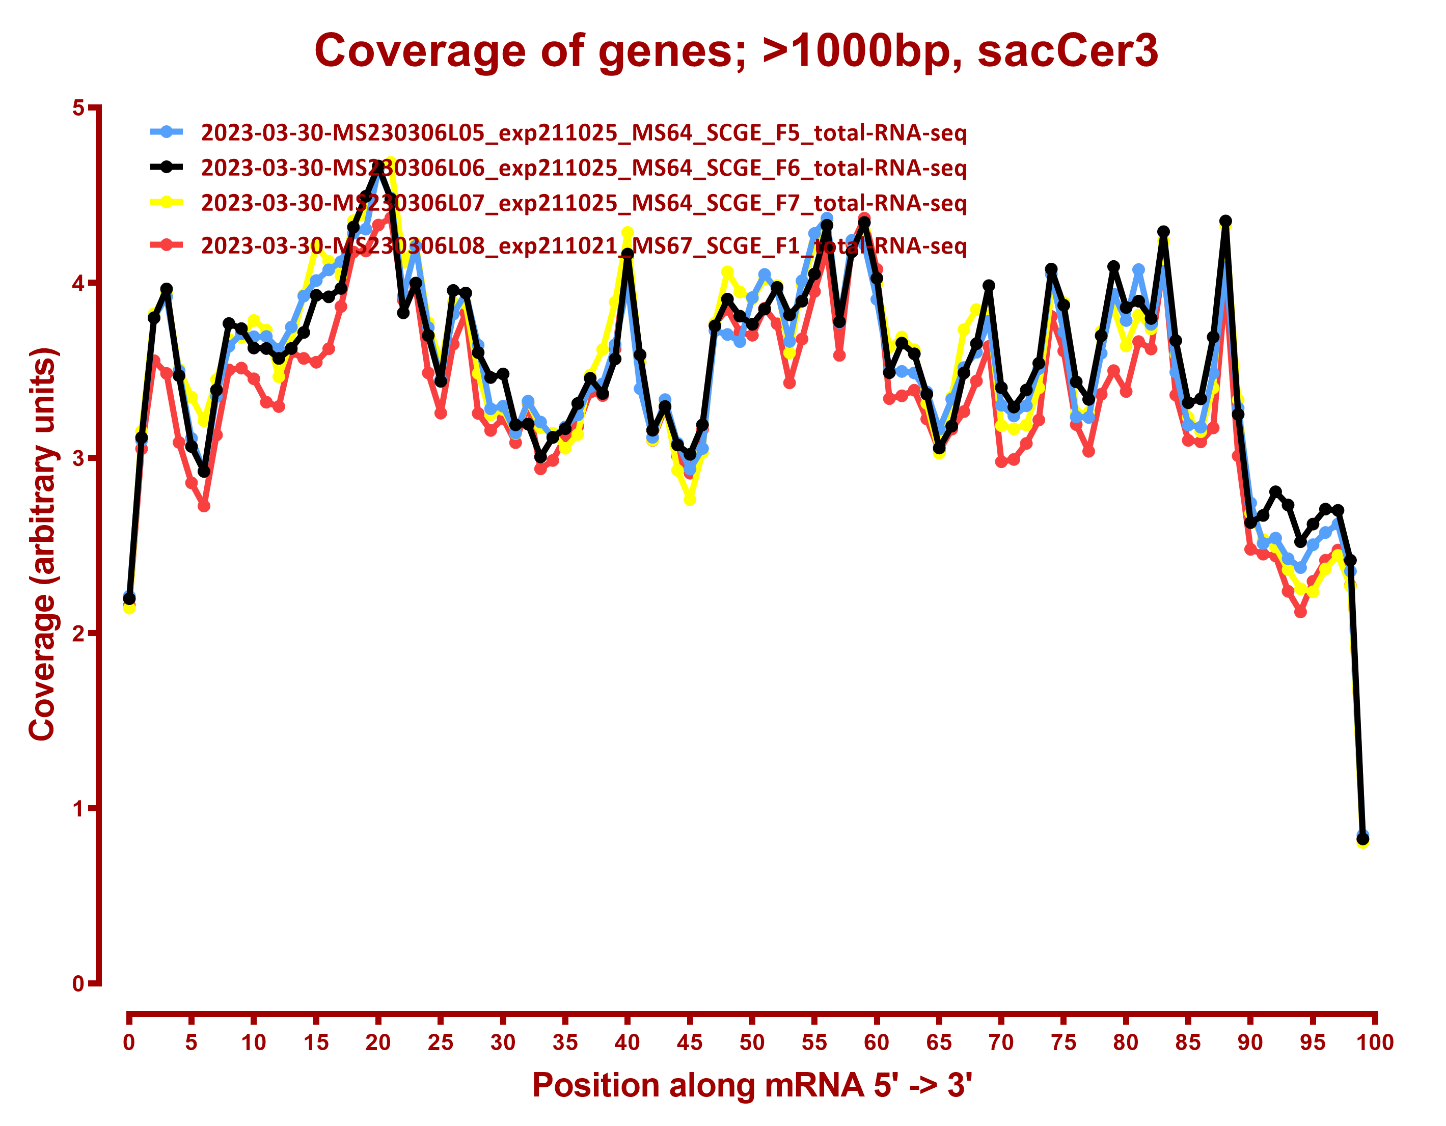 Coverage of genes; >1000bp, sacCer3
5
2023-03-30-MS230306L05_exp211025_MS64_SCGE_F5_total-RNA-seq
2023-03-30-MS230306L06_exp211025_MS64_SCGE_F6_total-RNA-seq
2023-03-30-MS230306L07_exp211025_MS64_SCGE_F7_total-RNA-seq
2023-03-30-MS230306L08_exp211021_MS67_SCGE_F1_total-RNA-seq
4
3
2
1
0
Coverage (arbitrary units)
0 5 10 15 20 25 30 35 40 45 50 55 60 65 70 75 80 85 90 95 100
Position along mRNA 5' -> 3'